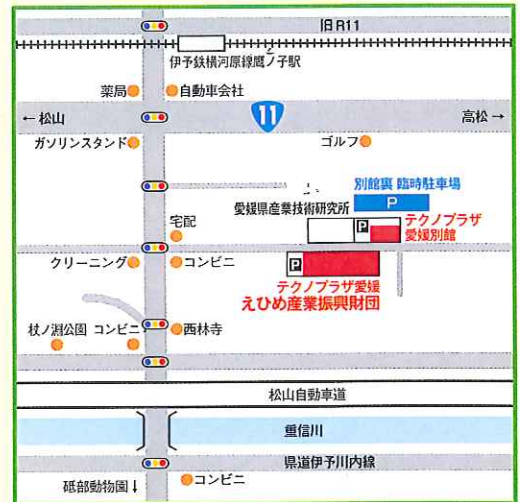 旧R11
伊予鉄横河原線鷹ノ子駅
薬局
自動車会社
← 松山
11
高松 →
ガソリンスタンド
ゴルフ
別館裏 臨時駐車場
P
愛媛県産業技術研究所
P
テクノプラザ
愛媛別館
宅配
クリーニング
コンビニ
P
テクノプラザ愛媛
えひめ産業振興財団
杖ノ淵公園
コンビニ
西林寺
松山自動車道
重信川
県道伊予川内線
砥部動物園↓
コンビニ